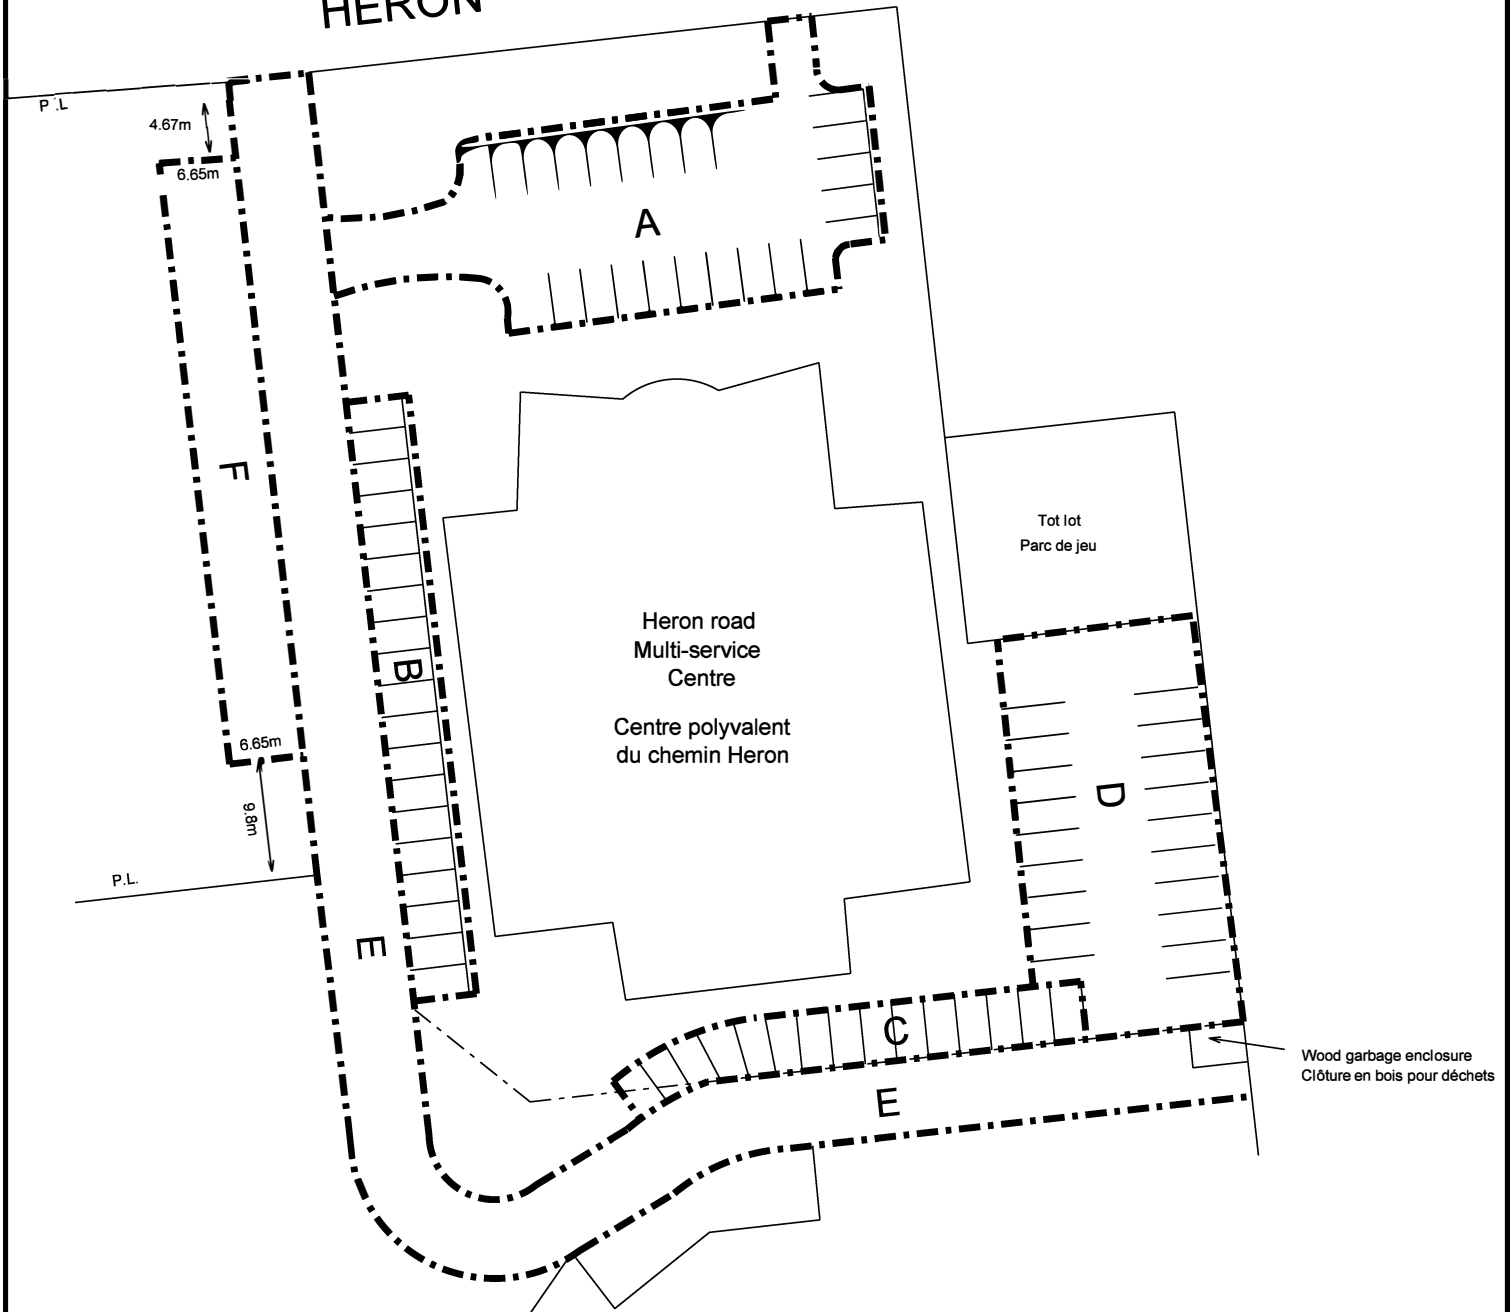 HERON
P .L
4.67m
6.65m
A
F
Tot lot
Parc de jeu
Heron road
Multi-service
Centre
Centre polyvalent
du chemin Heron
B
6.65m
9.8m
D
P.L.
E
C
Wood garbage enclosure
Clôture en bois pour déchets
E